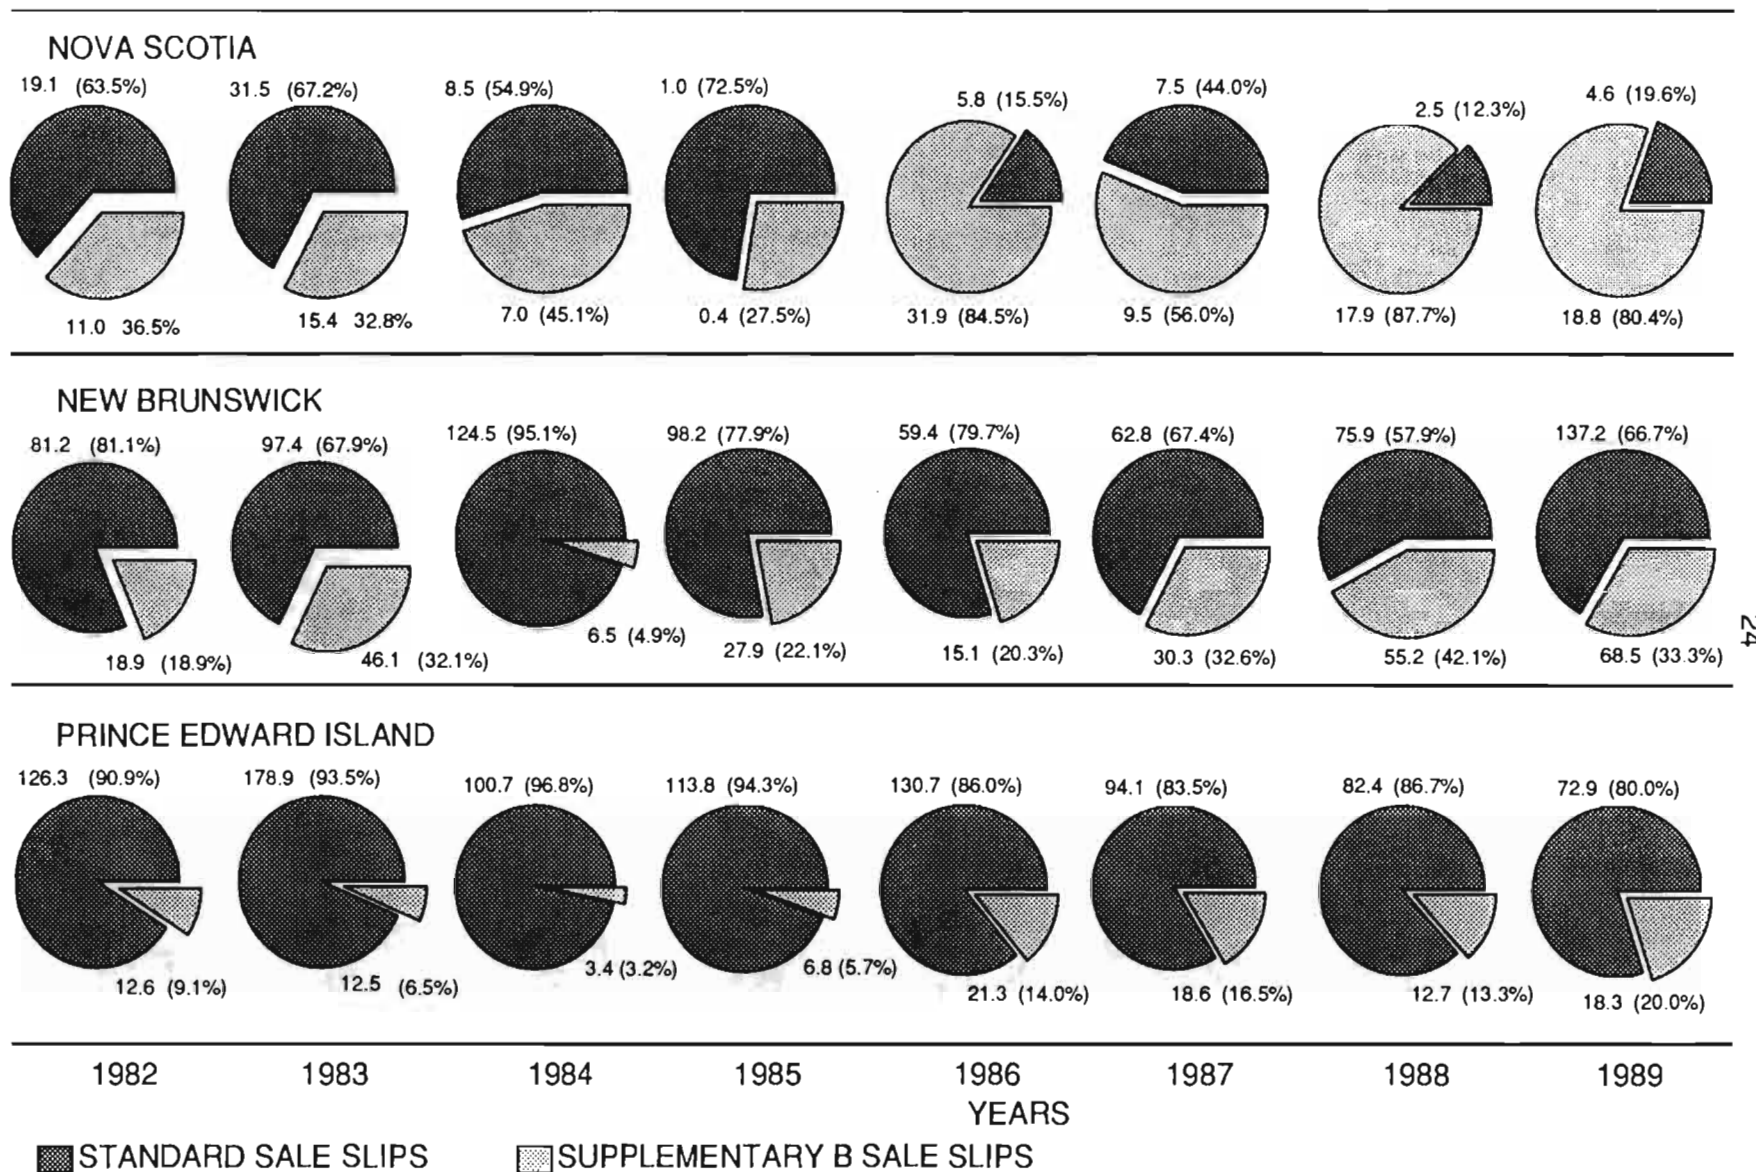 NOVA SCOTIA
19.1 (63.5%) 31.5 (67.2%) 8.5 (54.9%) 1.0 (72.5%) 5.8 (15.5%) 7.5 (44.0%) 2.5 (12.3%) 4.6 (19.6%)
11.0 36.5% 15.4 32.8% 7.0 (45.1%) 0.4 (27.5%) 31.9 (84.5%) 9.5 (56.0%) 17.9 (87.7%) 18.8 (80.4%)
NEW BRUNSWICK
81.2 (81.1%) 97.4 (67.9%) 124.5 (95.1%) 98.2 (77.9%) 59.4 (79.7%) 62.8 (67.4%) 75.9 (57.9%) 137.2 (66.7%)
18.9 (18.9%) 46.1 (32.1%) 6.5 (4.9%) 27.9 (22.1%) 15.1 (20.3%) 30.3 (32.6%) 55.2 (42.1%) 68.5 (33.3%)
24
PRINCE EDWARD ISLAND
126.3 (90.9%) 178.9 (93.5%) 100.7 (96.8%) 113.8 (94.3%) 130.7 (86.0%) 94.1 (83.5%) 82.4 (86.7%) 72.9 (80.0%)
12.6 (9.1%) 12.5 (6.5%) 3.4 (3.2%) 6.8 (5.7%) 21.3 (14.0%) 18.6 (16.5%) 12.7 (13.3%) 18.3 (20.0%)
1982 1983 1984 1985 1986 1987 1988 1989
YEARS
STANDARD SALE SLIPS SUPPLEMENTARY B SALE SLIPS